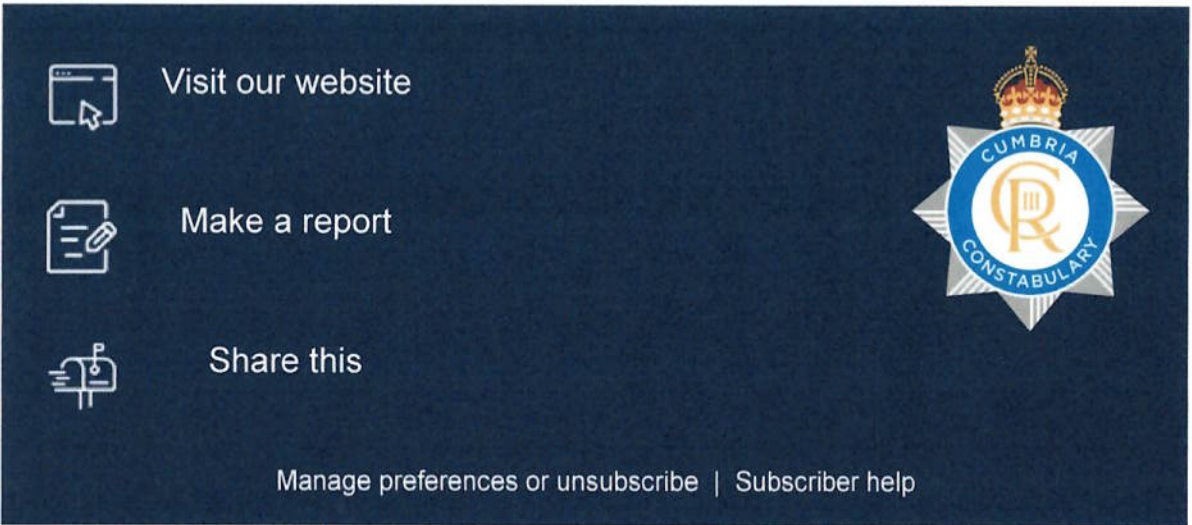 Visit our website
Make a report
Share this
CUMBRIA
CR III
CONSTABULARY
Manage preferences or unsubscribe | Subscriber help